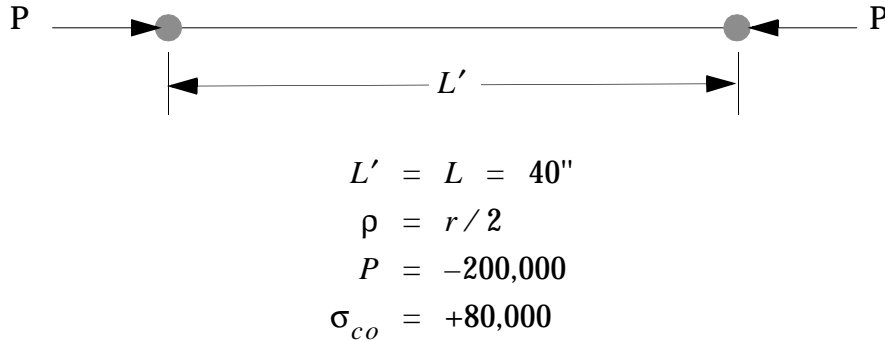 P P
L′
L′ = L = 40"
ρ = r / 2
P = –200,000
σco = +80,000